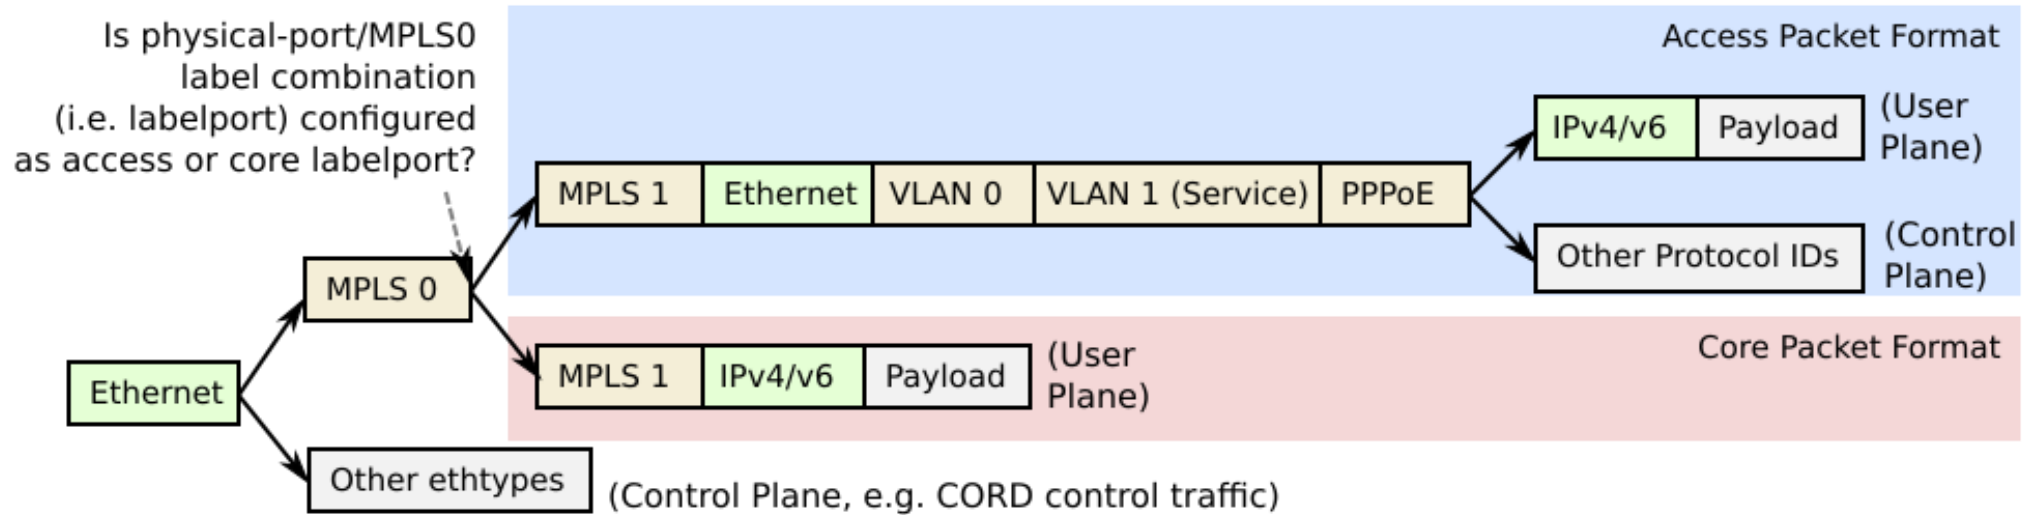 Is physical-port/MPLS0
label combination
(i.e. labelport) configured
as access or core labelport?
Access Packet Format
IPv4/v6 Payload (User
Plane)
MPLS 1 Ethernet VLAN 0 VLAN 1 (Service) PPPoE
Other Protocol IDs (Control
Plane)
MPLS 0
Core Packet Format
MPLS 1 IPv4/v6 Payload (User
Plane)
Ethernet
Other ethtypes (Control Plane, e.g. CORD control traffic)